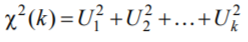 χ²(k) = U₁² + U₂² + ... + Uₖ²